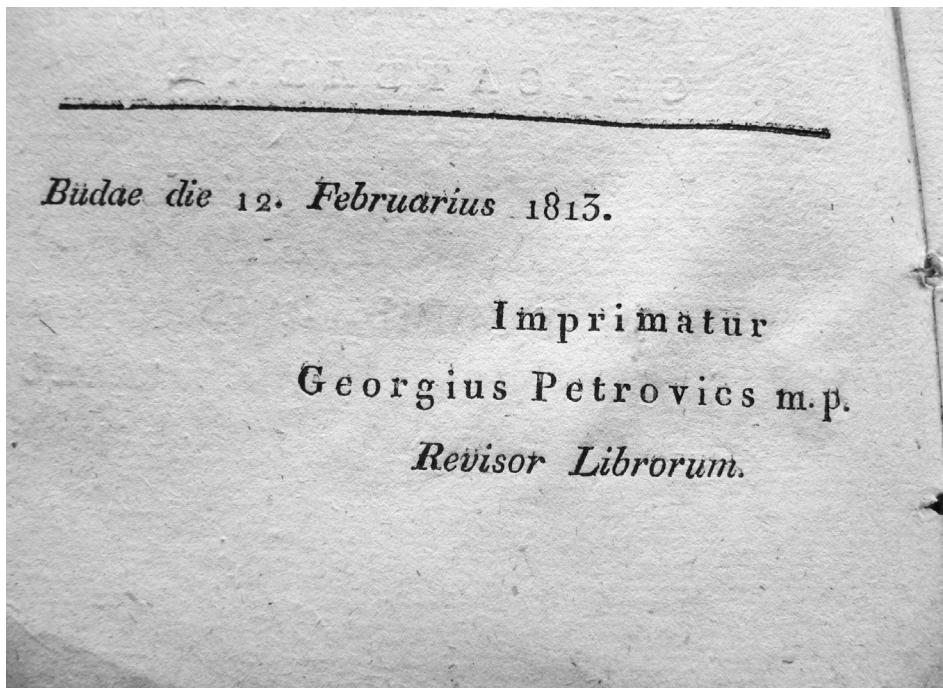 Budae die 12. Februarius 1813.
Imprimatur
Georgius Petrovics m. p.
Revisor Librorum.